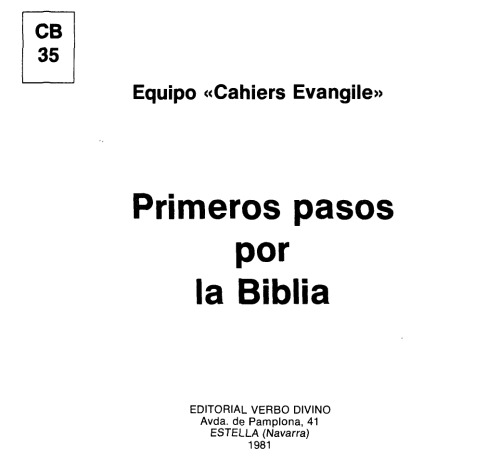 CB
35
Equipo «Cahiers Evangile»
Primeros pasos
por
la Biblia
EDITORIAL VERBO DIVINO
Avda. de Pamplona, 41
ESTELLA (Navarra)
1981